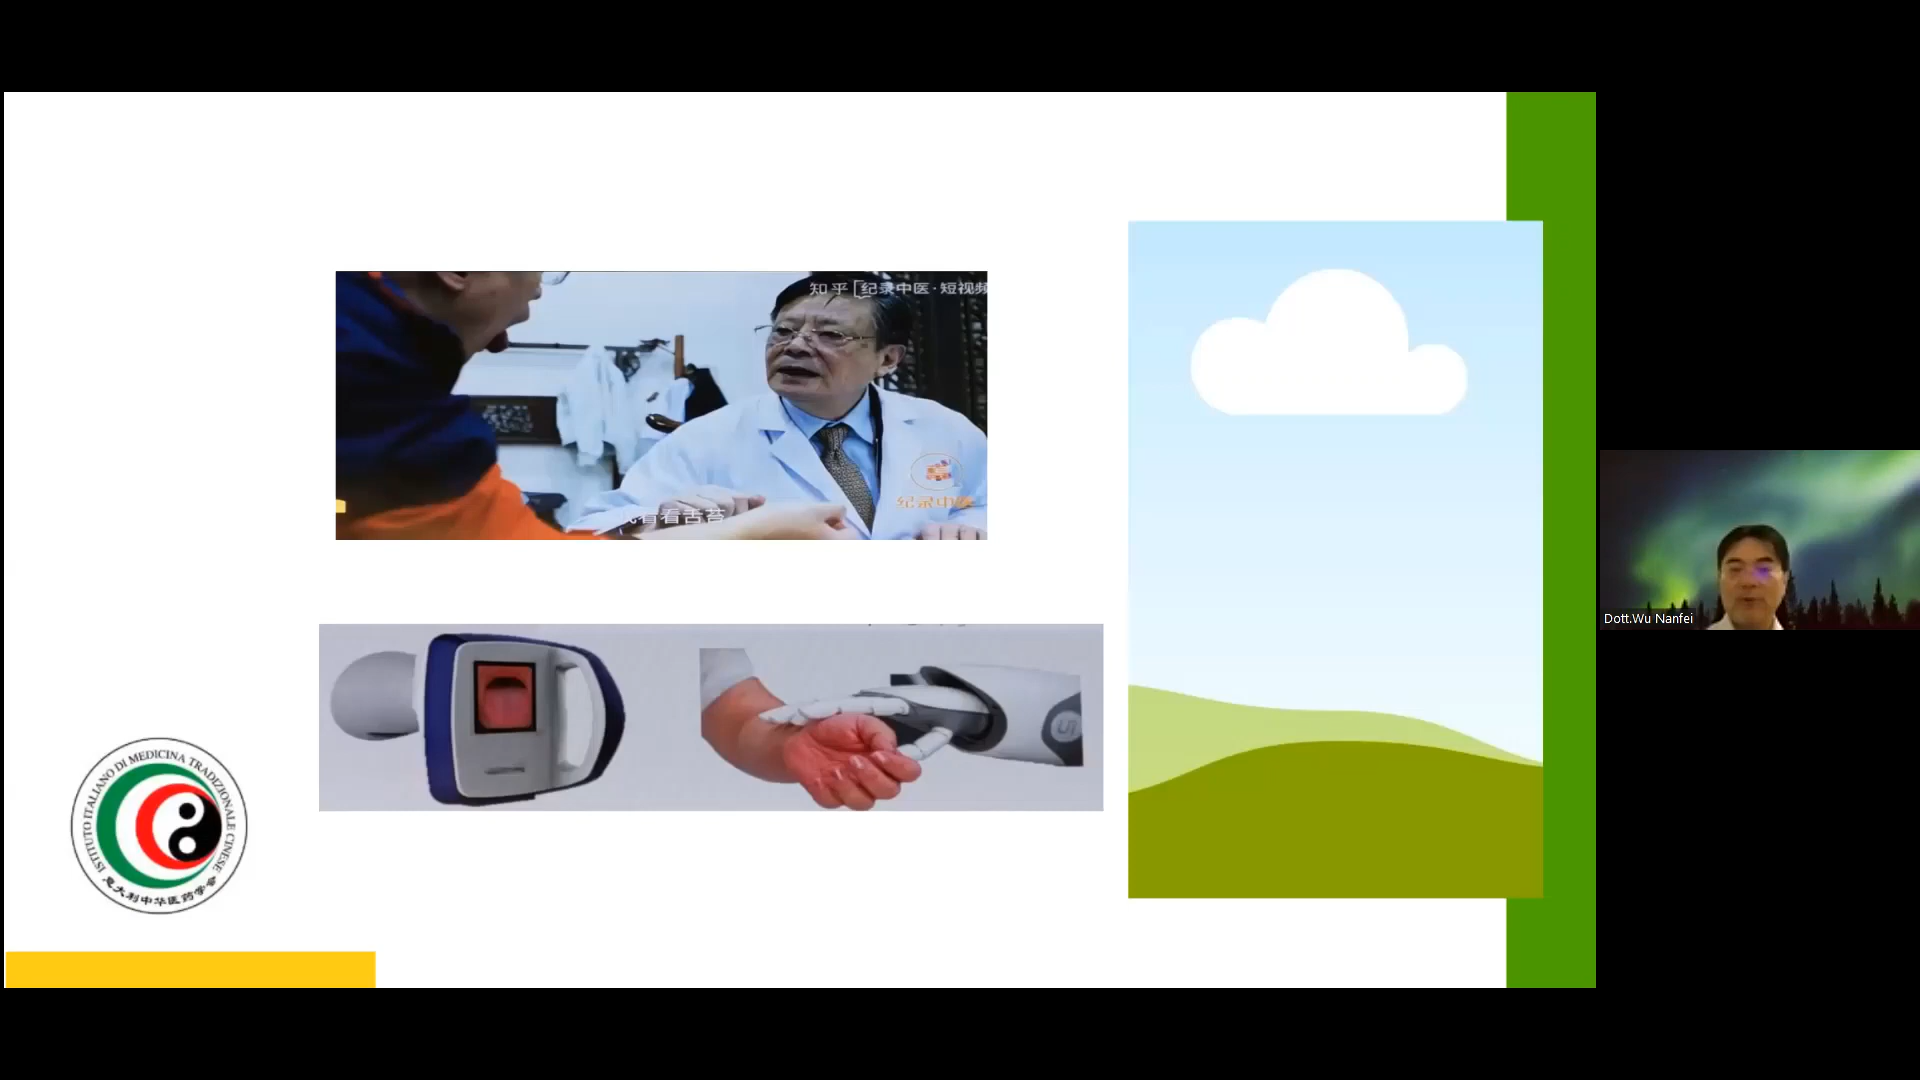 知乎 纪录中医·短视频
纪录中医
看看舌苔
ISTITUTO ITALIANO DI MEDICINA TRADIZIONALE CINESE
意大利中华医药学会
Dott.Wu Nanfei